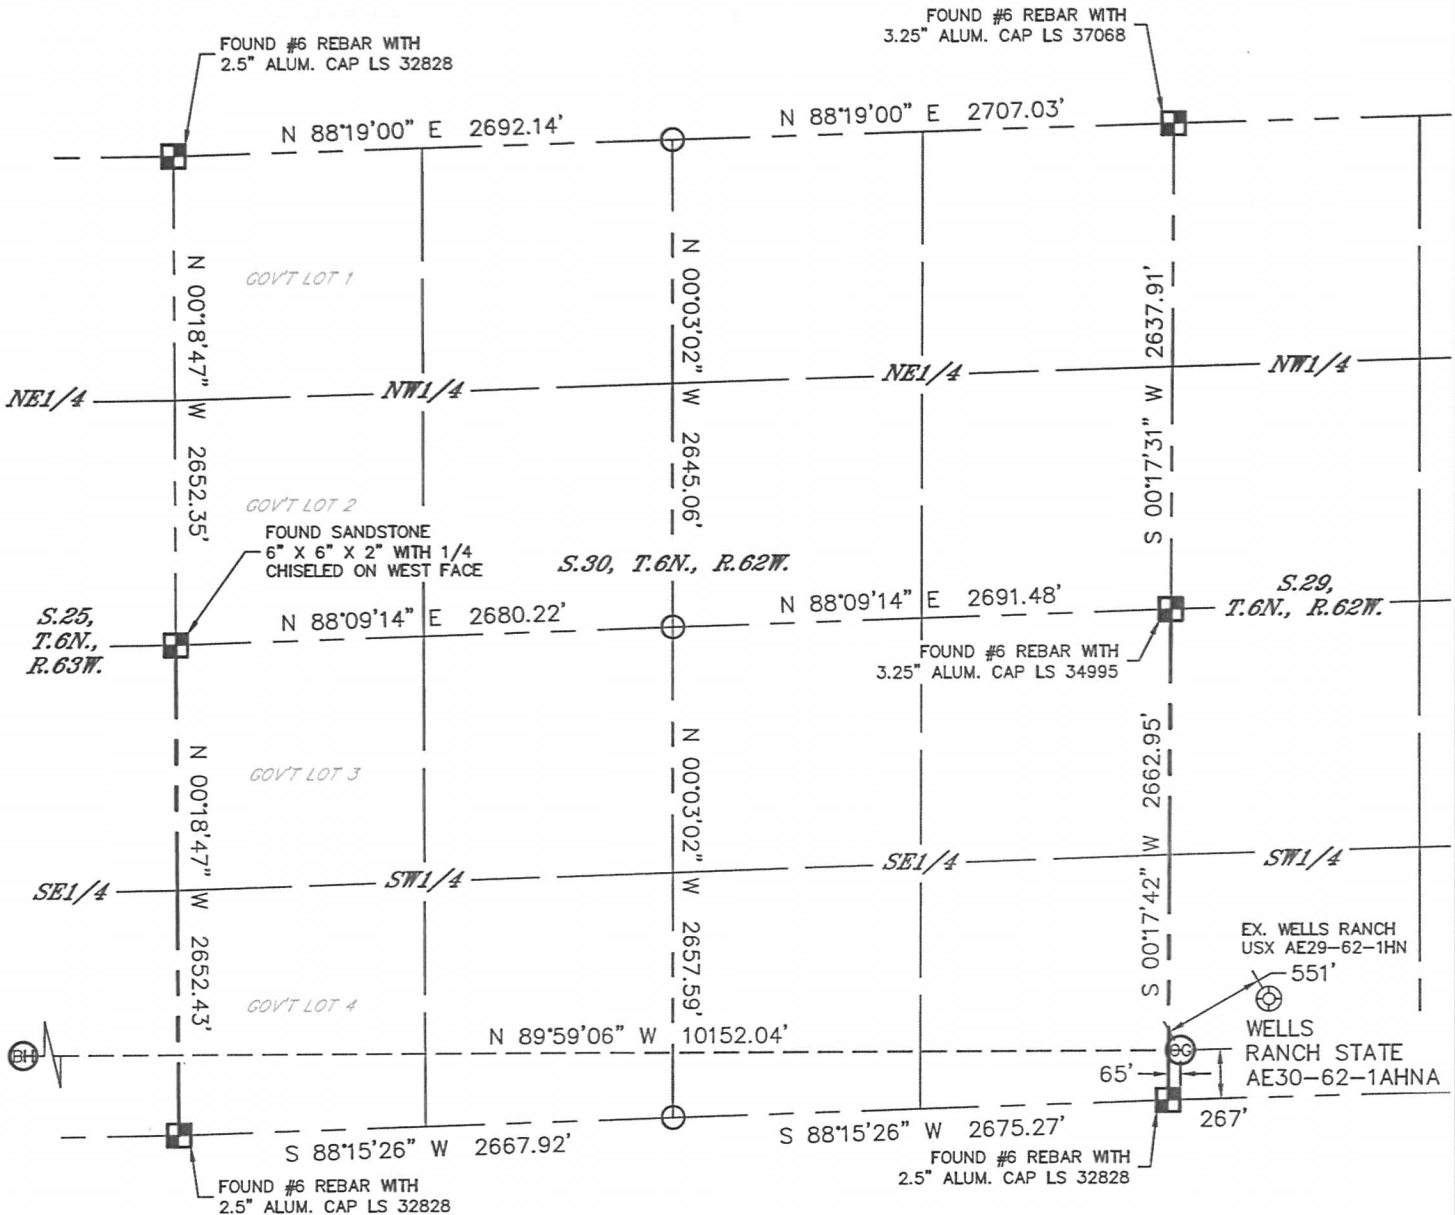 FOUND #6 REBAR WITH
2.5" ALUM. CAP LS 32828
FOUND #6 REBAR WITH
3.25" ALUM. CAP LS 37068
N 88°19'00" E 2692.14'
N 88°19'00" E 2707.03'
N 00°18'47" W 2652.35'
GOV'T LOT 1
N 00°03'02" W 2645.06'
S 00°17'31" W 2637.91'
NE1/4
NW1/4
NE1/4
NW1/4
GOV'T LOT 2
FOUND SANDSTONE
6" X 6" X 2" WITH 1/4
CHISELED ON WEST FACE
S.30, T.6N., R.62W.
S.25,
T.6N.,
R.63W.
N 88°09'14" E 2680.22'
N 88°09'14" E 2691.48'
S.29,
T.6N., R.62W.
FOUND #6 REBAR WITH
3.25" ALUM. CAP LS 34995
N 00°18'47" W 2652.43'
GOV'T LOT 3
N 00°03'02" W 2657.59'
S 00°17'42" W 2662.95'
SE1/4
SW1/4
SE1/4
SW1/4
EX. WELLS RANCH
USX AE29-62-1HN
551'
GOV'T LOT 4
BH
N 89°59'06" W 10152.04'
OG
WELLS
RANCH STATE
AE30-62-1AHNA
65'
267'
S 88°15'26" W 2667.92'
S 88°15'26" W 2675.27'
FOUND #6 REBAR WITH
2.5" ALUM. CAP LS 32828
FOUND #6 REBAR WITH
2.5" ALUM. CAP LS 32828